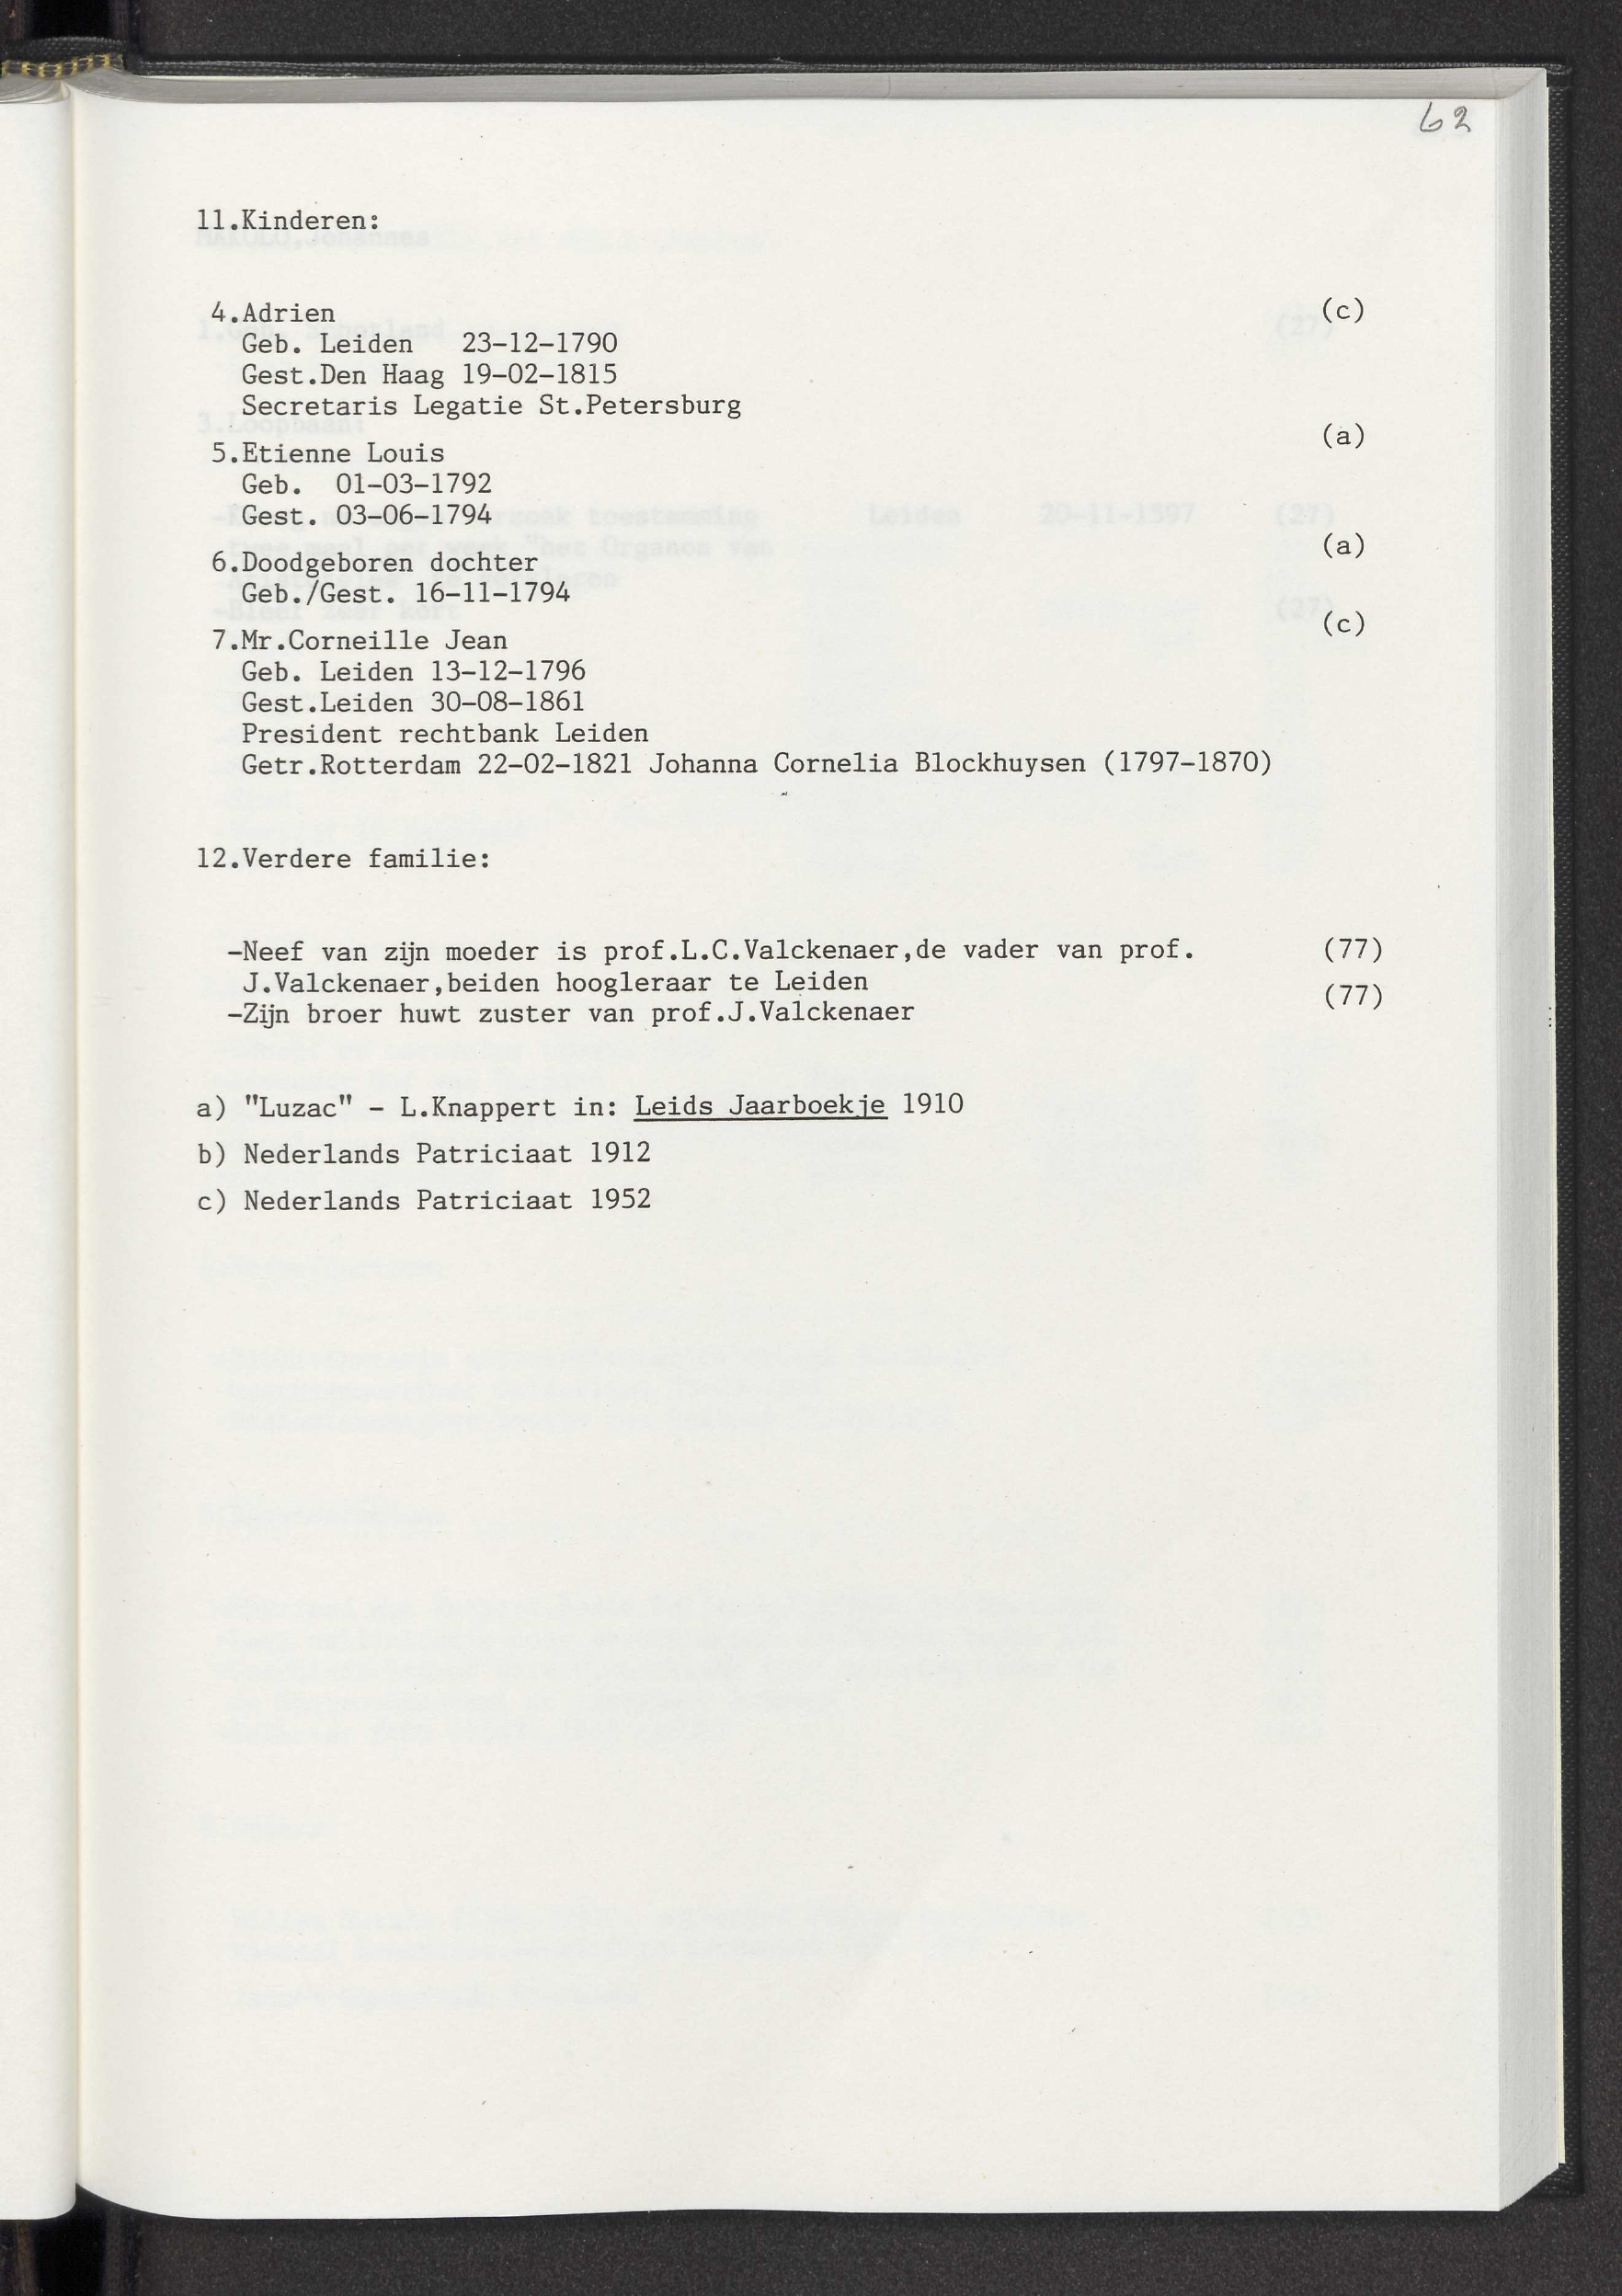 62
11.Kinderen:
4.Adrien (c)
Geb. Leiden 23-12-1790
Gest.Den Haag 19-02-1815
Secretaris Legatie St.Petersburg
5.Etienne Louis (a)
Geb. 01-03-1792
Gest. 03-06-1794
6.Doodgeboren dochter (a)
Geb./Gest. 16-11-1794
7.Mr.Corneille Jean (c)
Geb. Leiden 13-12-1796
Gest.Leiden 30-08-1861
President rechtbank Leiden
Getr.Rotterdam 22-02-1821 Johanna Cornelia Blockhuysen (1797-1870)
12.Verdere familie:
-Neef van zijn moeder is prof.L.C.Valckenaer,de vader van prof. (77)
J.Valckenaer,beiden hoogleraar te Leiden
-Zijn broer huwt zuster van prof.J.Valckenaer (77)
a) "Luzac" - L.Knappert in: Leids Jaarboekje 1910
b) Nederlands Patriciaat 1912
c) Nederlands Patriciaat 1952